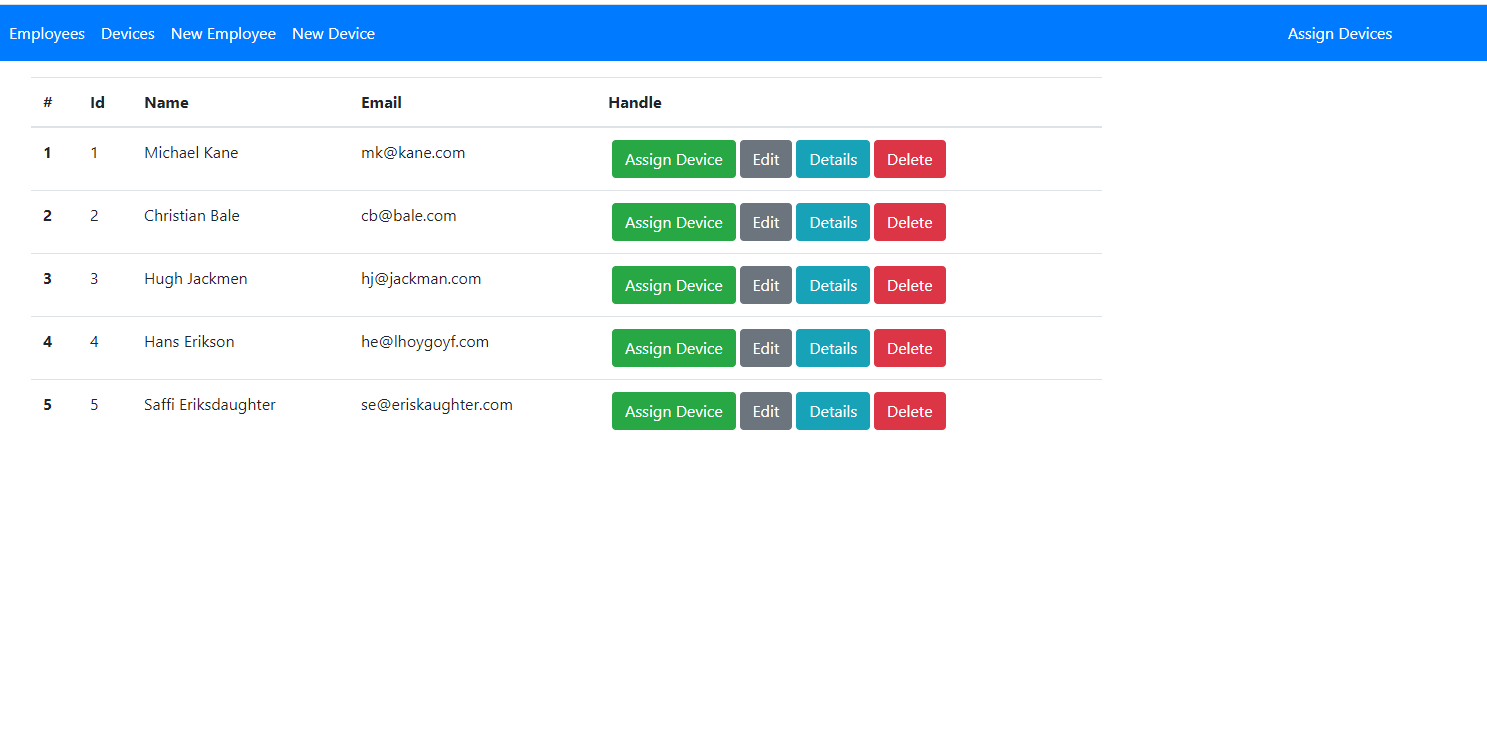 Employees Devices New Employee New Device Assign Devices
# Id Name Email Handle
1 1 Michael Kane mk@kane.com Assign Device Edit Details Delete
2 2 Christian Bale cb@bale.com Assign Device Edit Details Delete
3 3 Hugh Jackmen hj@jackman.com Assign Device Edit Details Delete
4 4 Hans Erikson he@lhoygoyf.com Assign Device Edit Details Delete
5 5 Saffi Eriksdaughter se@eriskaughter.com Assign Device Edit Details Delete